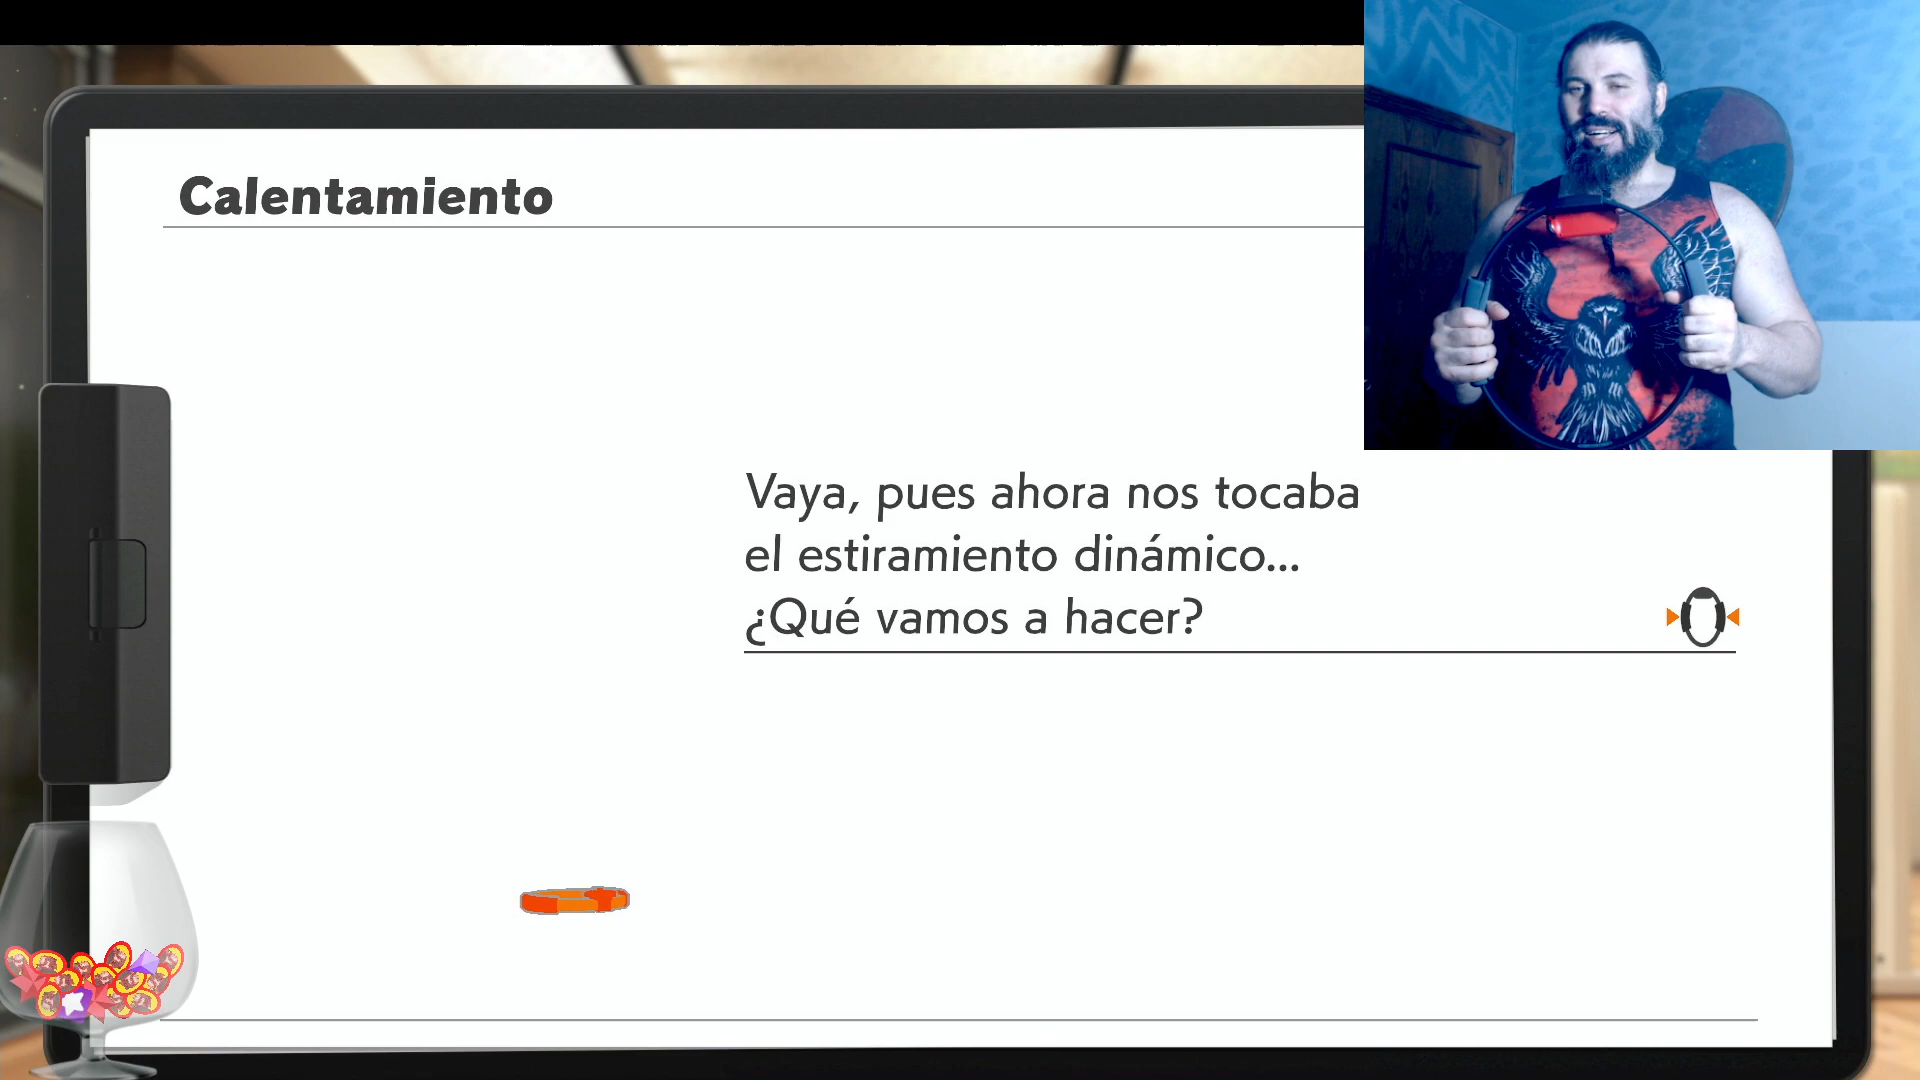 Calentamiento
Vaya, pues ahora nos tocaba
el estiramiento dinámico...
¿Qué vamos a hacer?